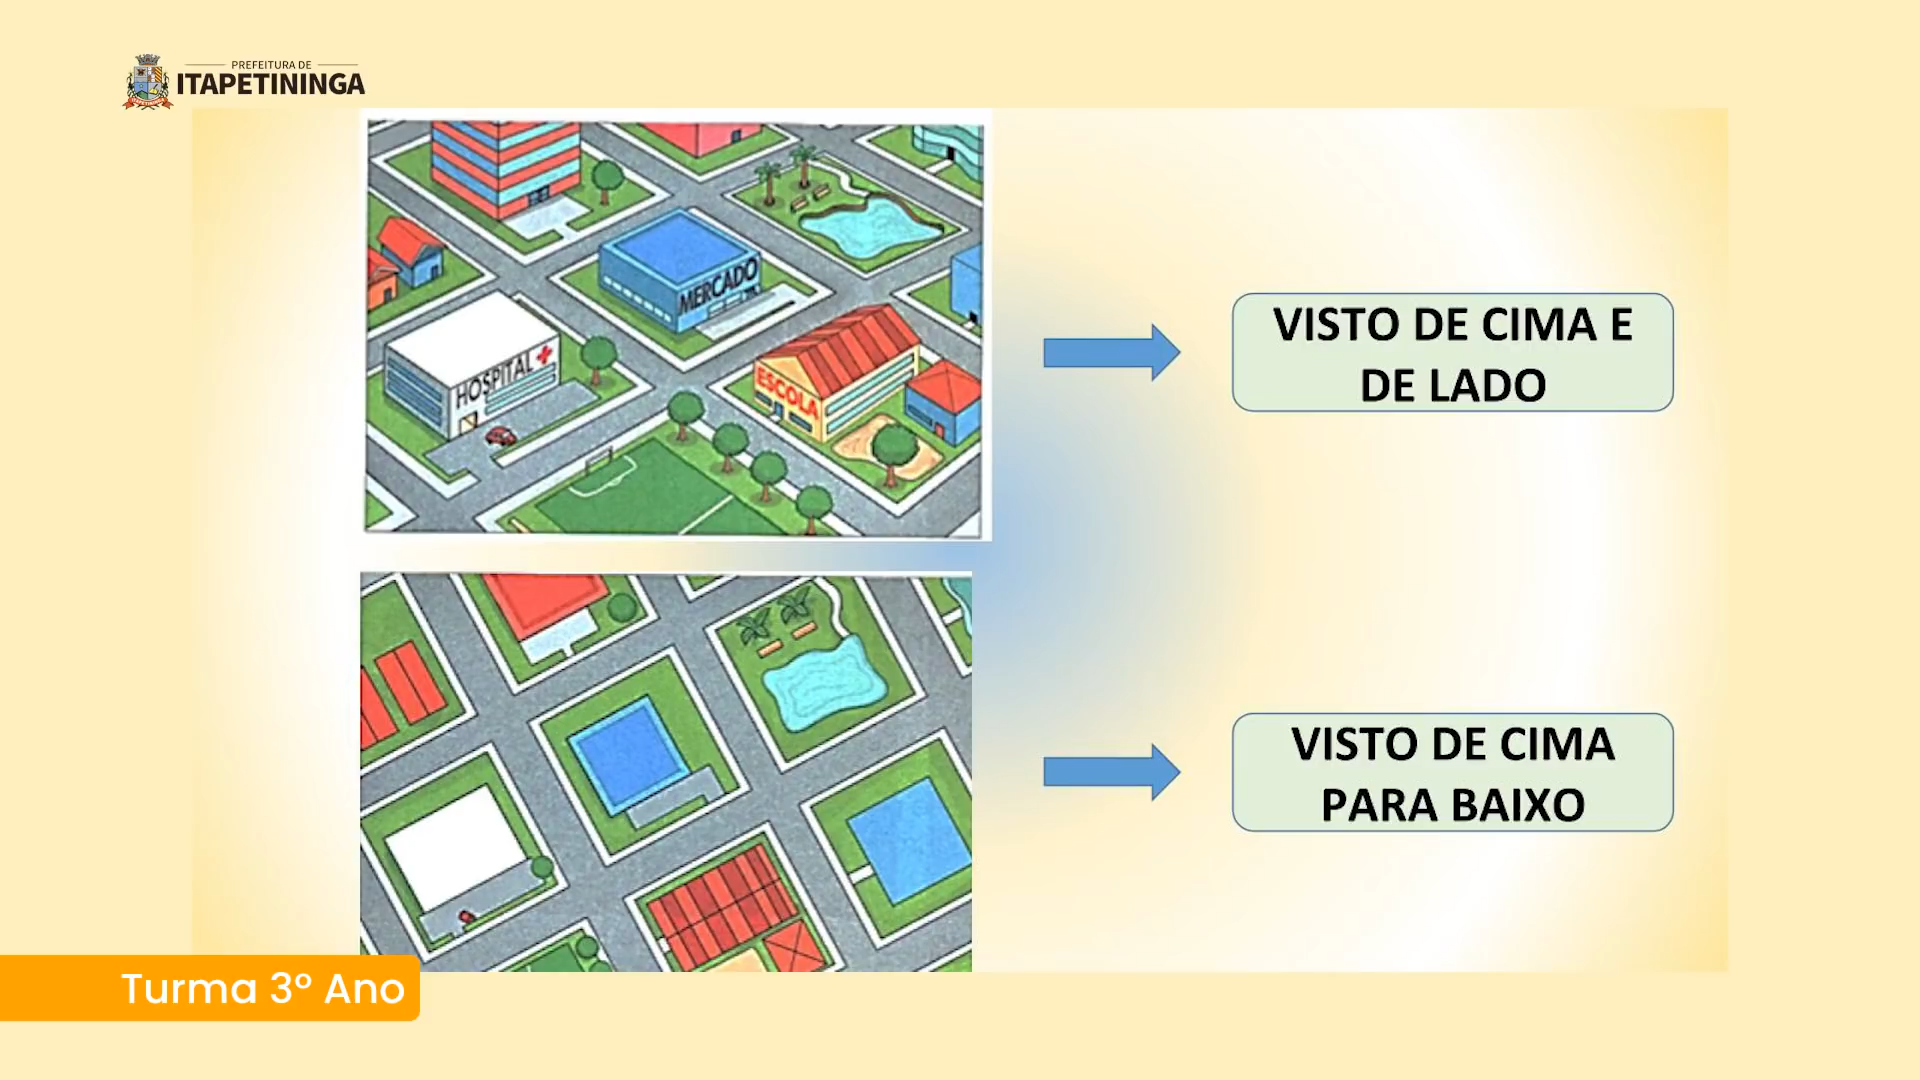 PREFEITURA DE
ITAPETININGA
MERCADO
HOSPITAL
ESCOLA
VISTO DE CIMA E
DE LADO
VISTO DE CIMA
PARA BAIXO
Turma 3º Ano